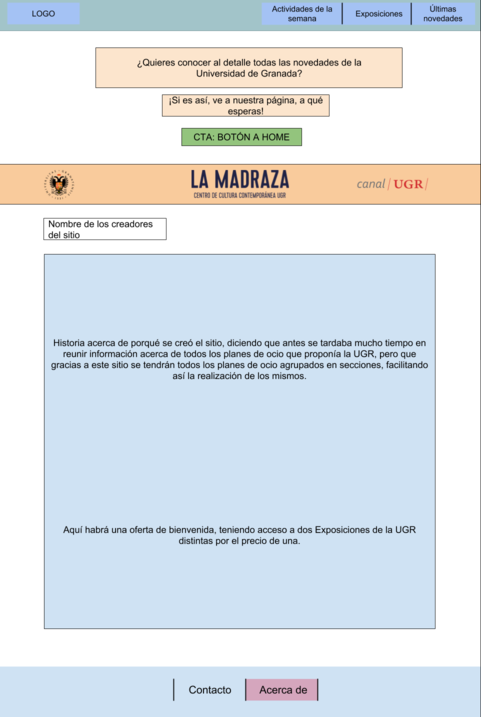 LOGO
Actividades de la
semana
Exposiciones
Últimas
novedades
¿Quieres conocer al detalle todas las novedades de la
Universidad de Granada?
¡Si es así, ve a nuestra página, a qué
esperas!
CTA: BOTÓN A HOME
LA MADRAZA
CENTRO DE CULTURA CONTEMPORÁNEA UGR
canal/UGR/
Nombre de los creadores
del sitio
Historia acerca de porqué se creó el sitio, diciendo que antes se tardaba mucho tiempo en
reunir información acerca de todos los planes de ocio que proponía la UGR, pero que
gracias a este sitio se tendrán todos los planes de ocio agrupados en secciones, facilitando
así la realización de los mismos.
Aquí habrá una oferta de bienvenida, teniendo acceso a dos Exposiciones de la UGR
distintas por el precio de una.
Contacto
Acerca de